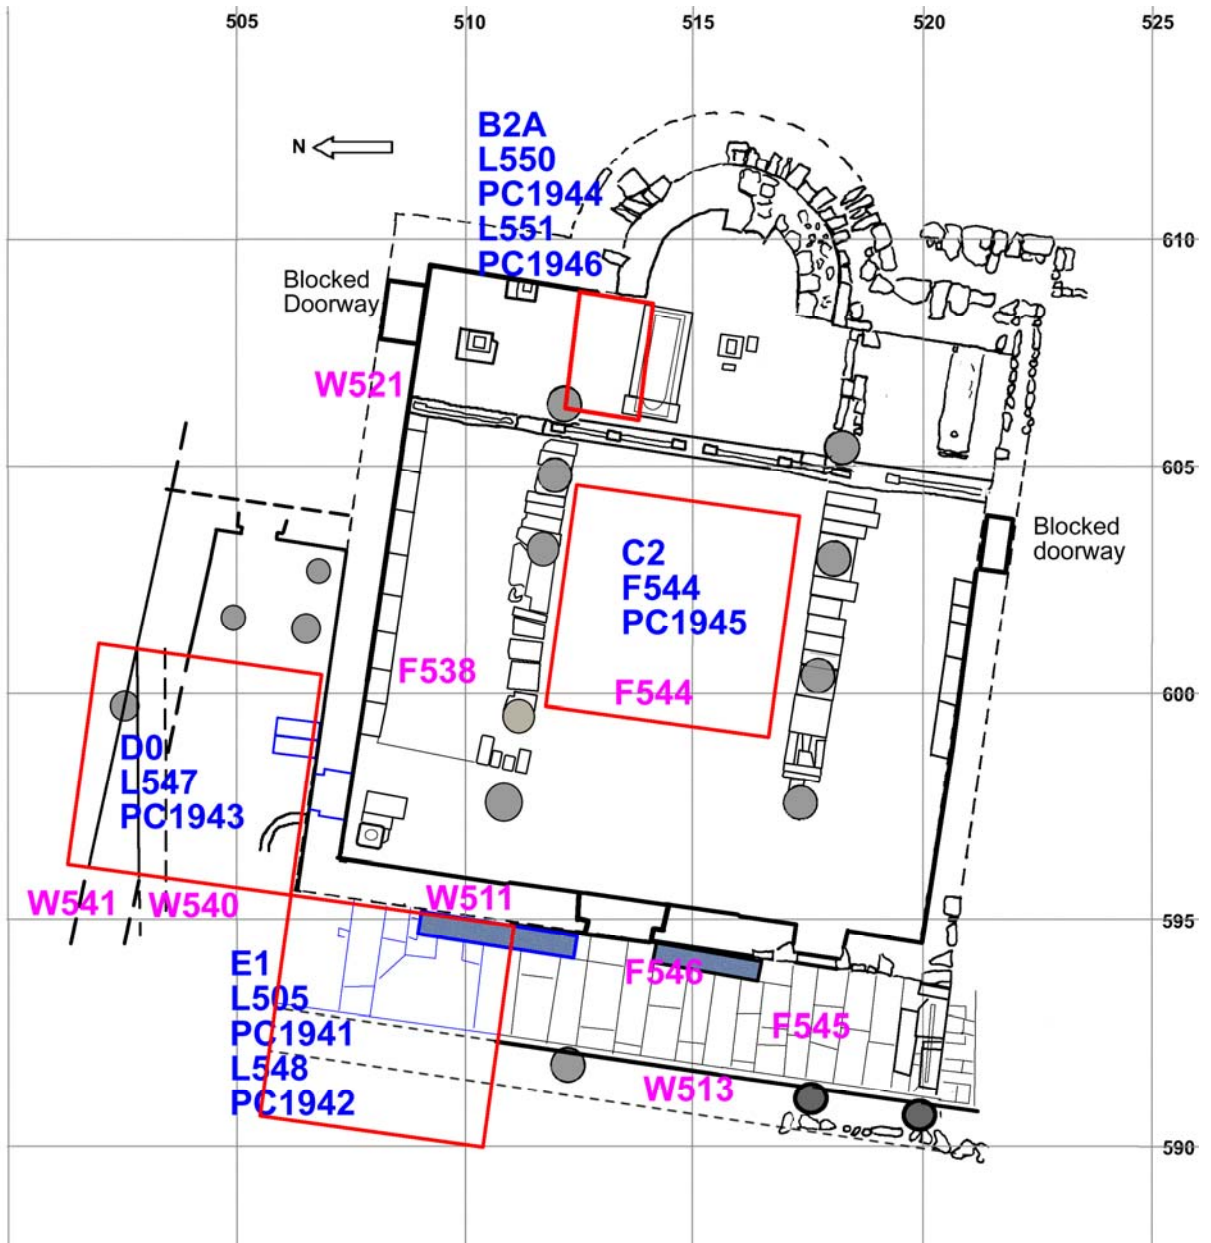 505
510
515
520
525
B2A
L550
PC1944
L551
PC1946
N
610
Blocked
Doorway
W521
605
Blocked
doorway
C2
F544
PC1945
F538
F544
600
D0
L547
PC1943
W541
W540
W511
595
E1
L505
PC1941
L548
PC1942
F546
F545
W513
590